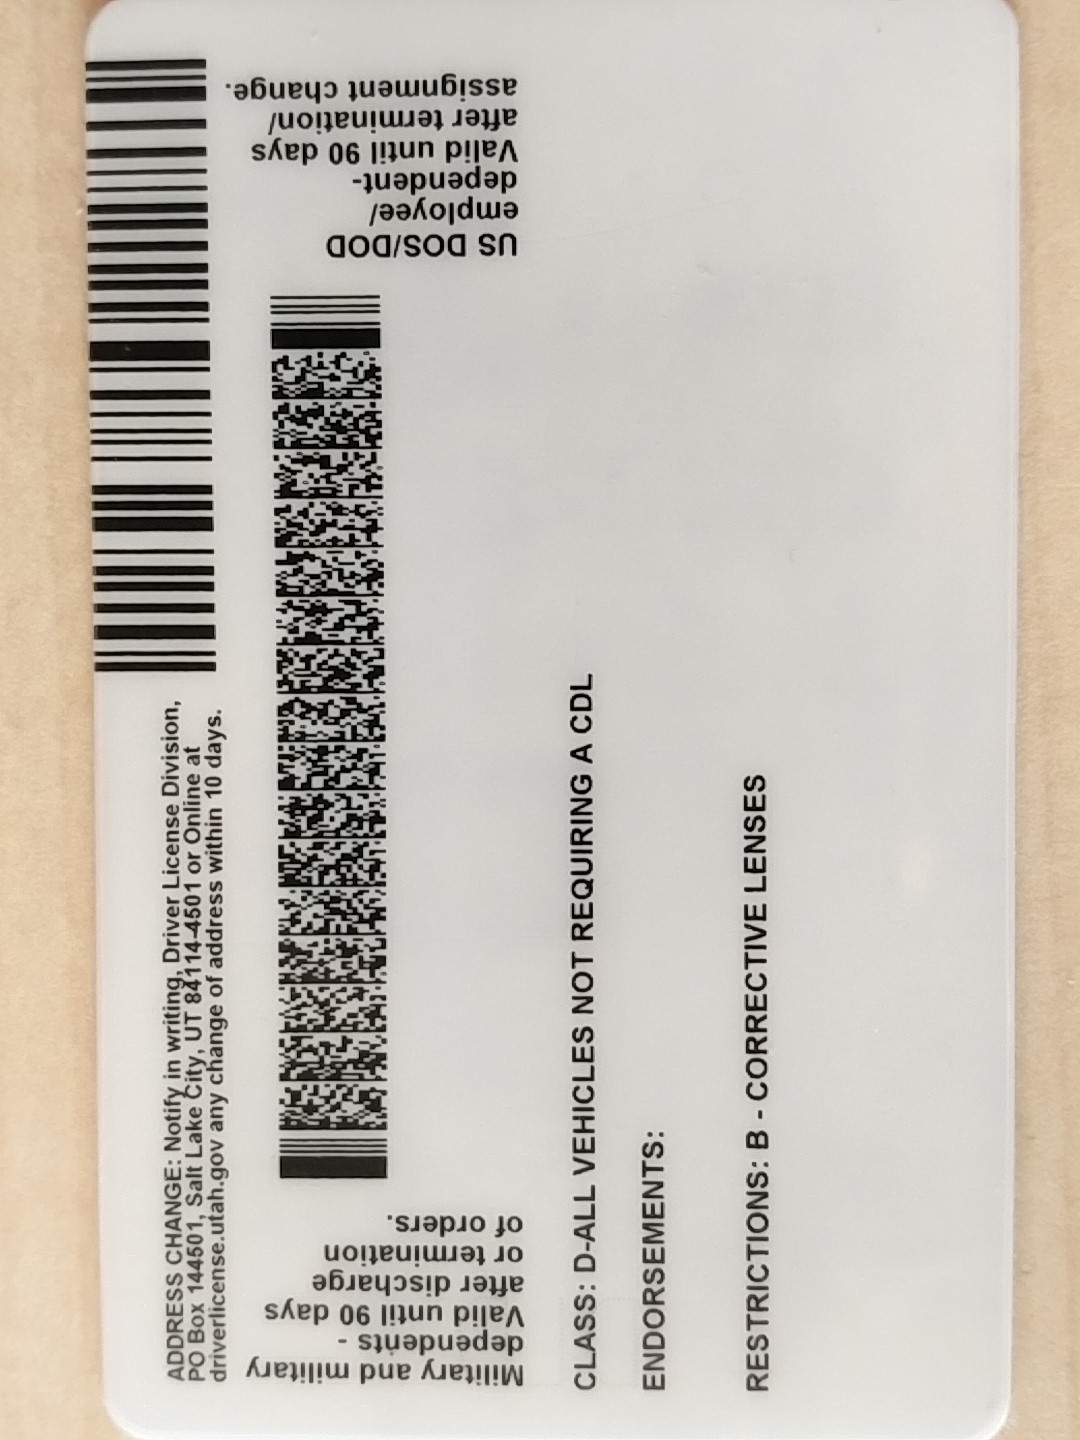 ADDRESS CHANGE: Notify in writing, Driver License Division,
PO Box 144501, Salt Lake City, UT 84114-4501 or Online at
driverlicense.utah.gov any change of address within 10 days.
Military and military
dependents -
Valid until 90 days
after discharge
or termination
of orders.
US DOS/DOD
employee/
dependent-
Valid until 90 days
after termination/
assignment change.
CLASS: D-ALL VEHICLES NOT REQUIRING A CDL
ENDORSEMENTS:
RESTRICTIONS: B - CORRECTIVE LENSES